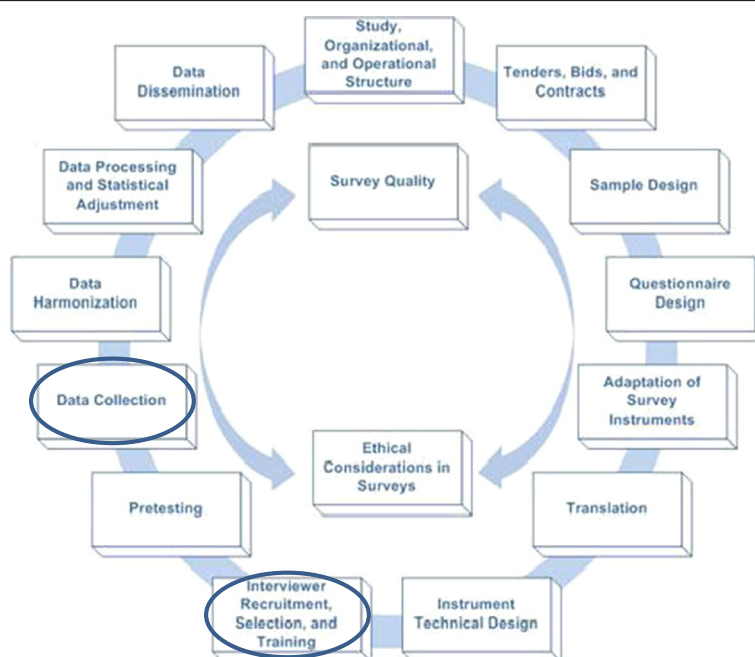 Study,
Organizational,
and Operational
Structure
Tenders, Bids, and
Contracts
Sample Design
Questionnaire
Design
Adaptation of
Survey
Instruments
Translation
Instrument
Technical Design
Interviewer
Recruitment,
Selection, and
Training
Pretesting
Data Collection
Data
Harmonization
Data Processing
and Statistical
Adjustment
Data
Dissemination
Survey Quality
Ethical
Considerations in
Surveys